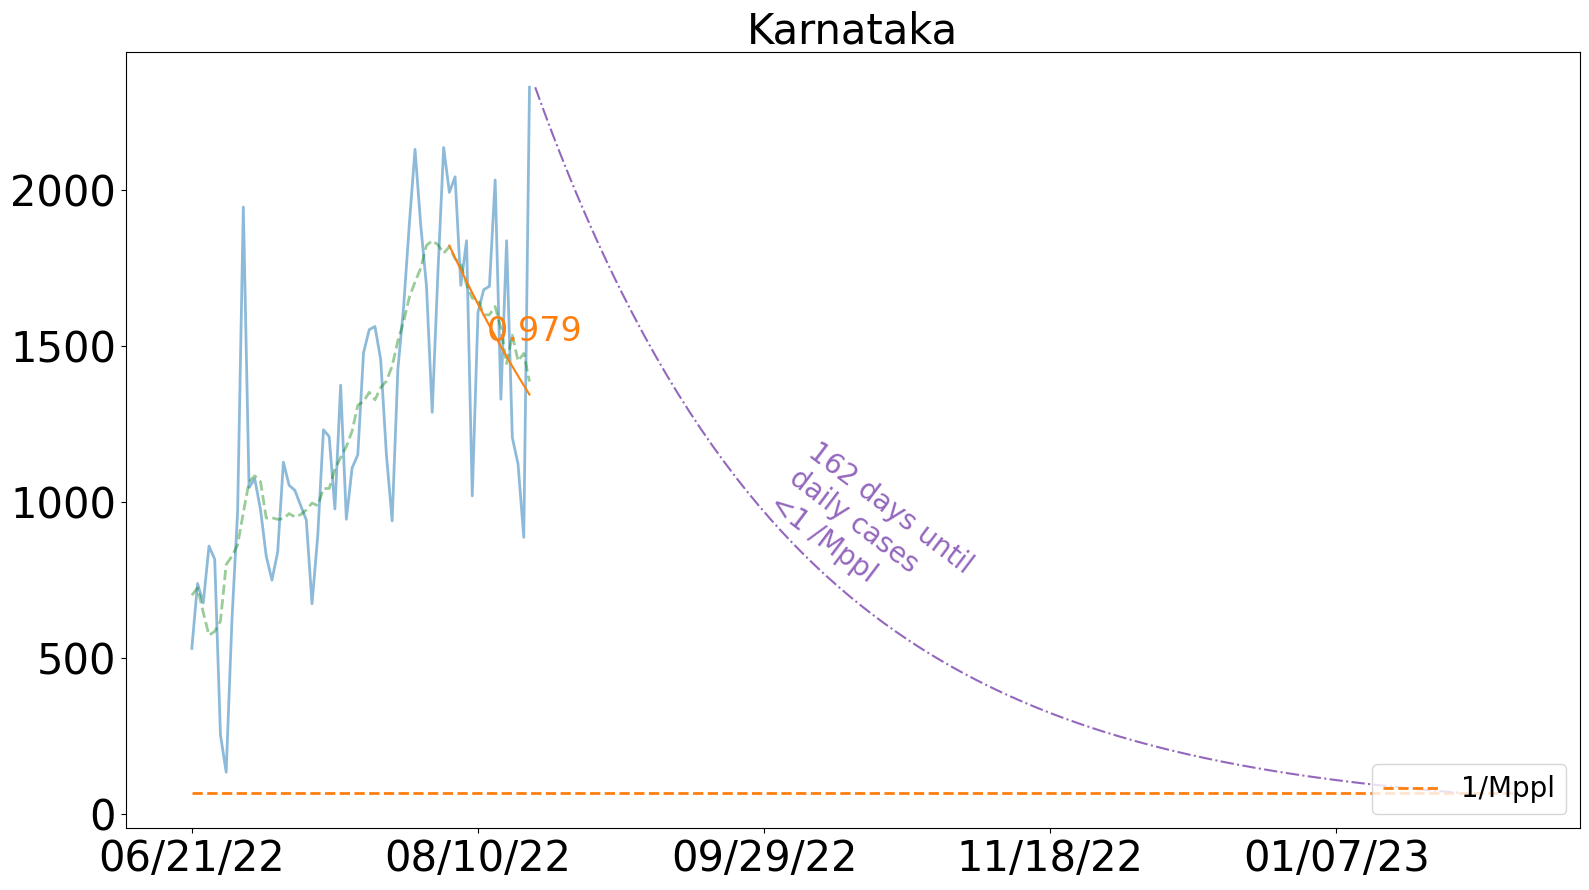 Karnataka
2000
1500
1000
500
0
0.979
162 days until
daily cases
<1 /Mppl
1/Mppl
06/21/22
08/10/22
09/29/22
11/18/22
01/07/23